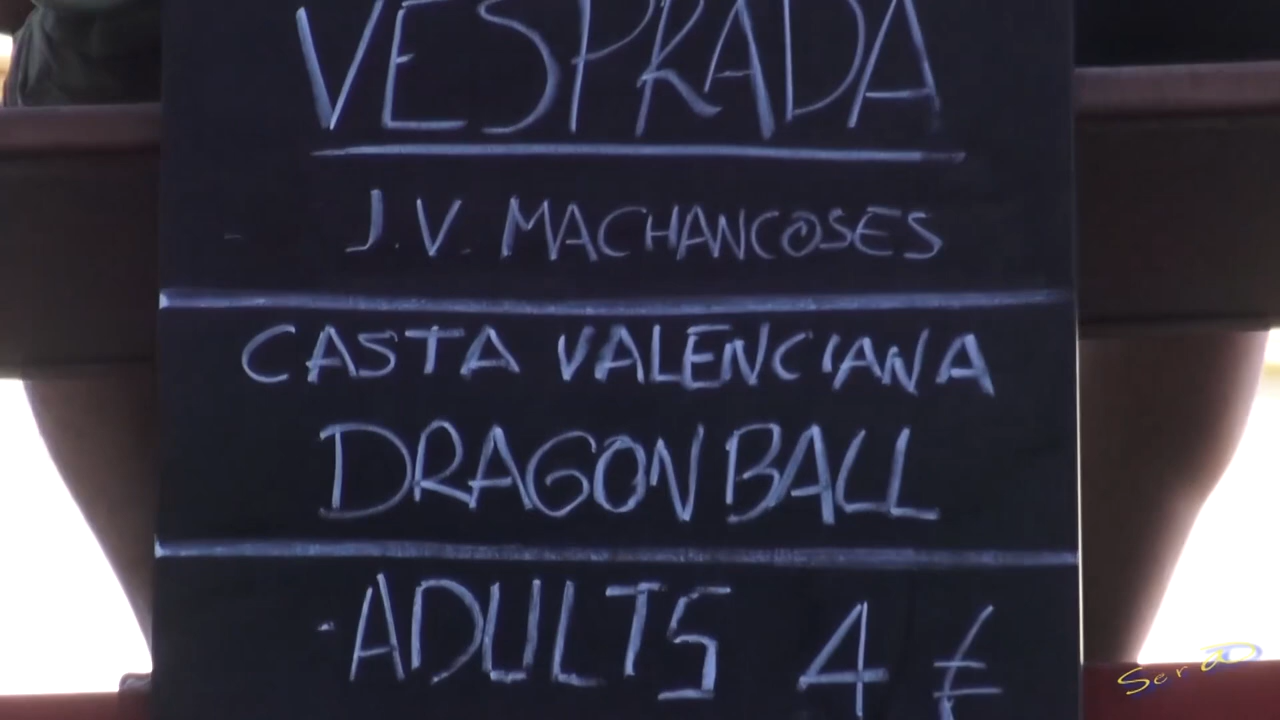 VESPRADA
J.V. MACHANCOSES
CASTA VALENCIANA
DRAGON BALL
·ADULTS 4 €